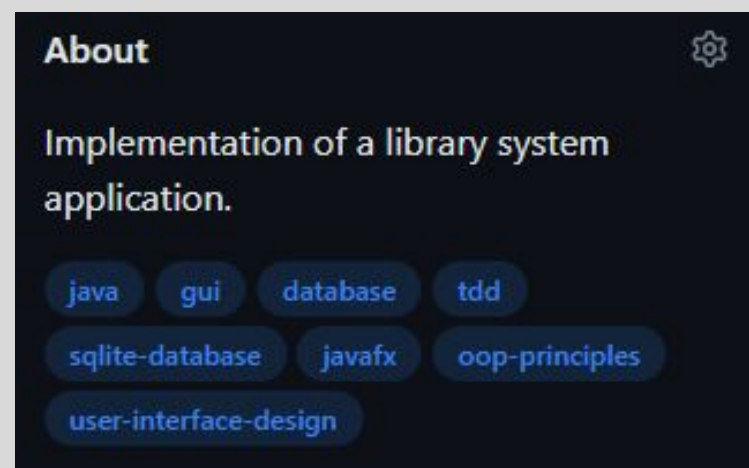 About
Implementation of a library system
application.
java gui database tdd
sqlite-database javafx oop-principles
user-interface-design